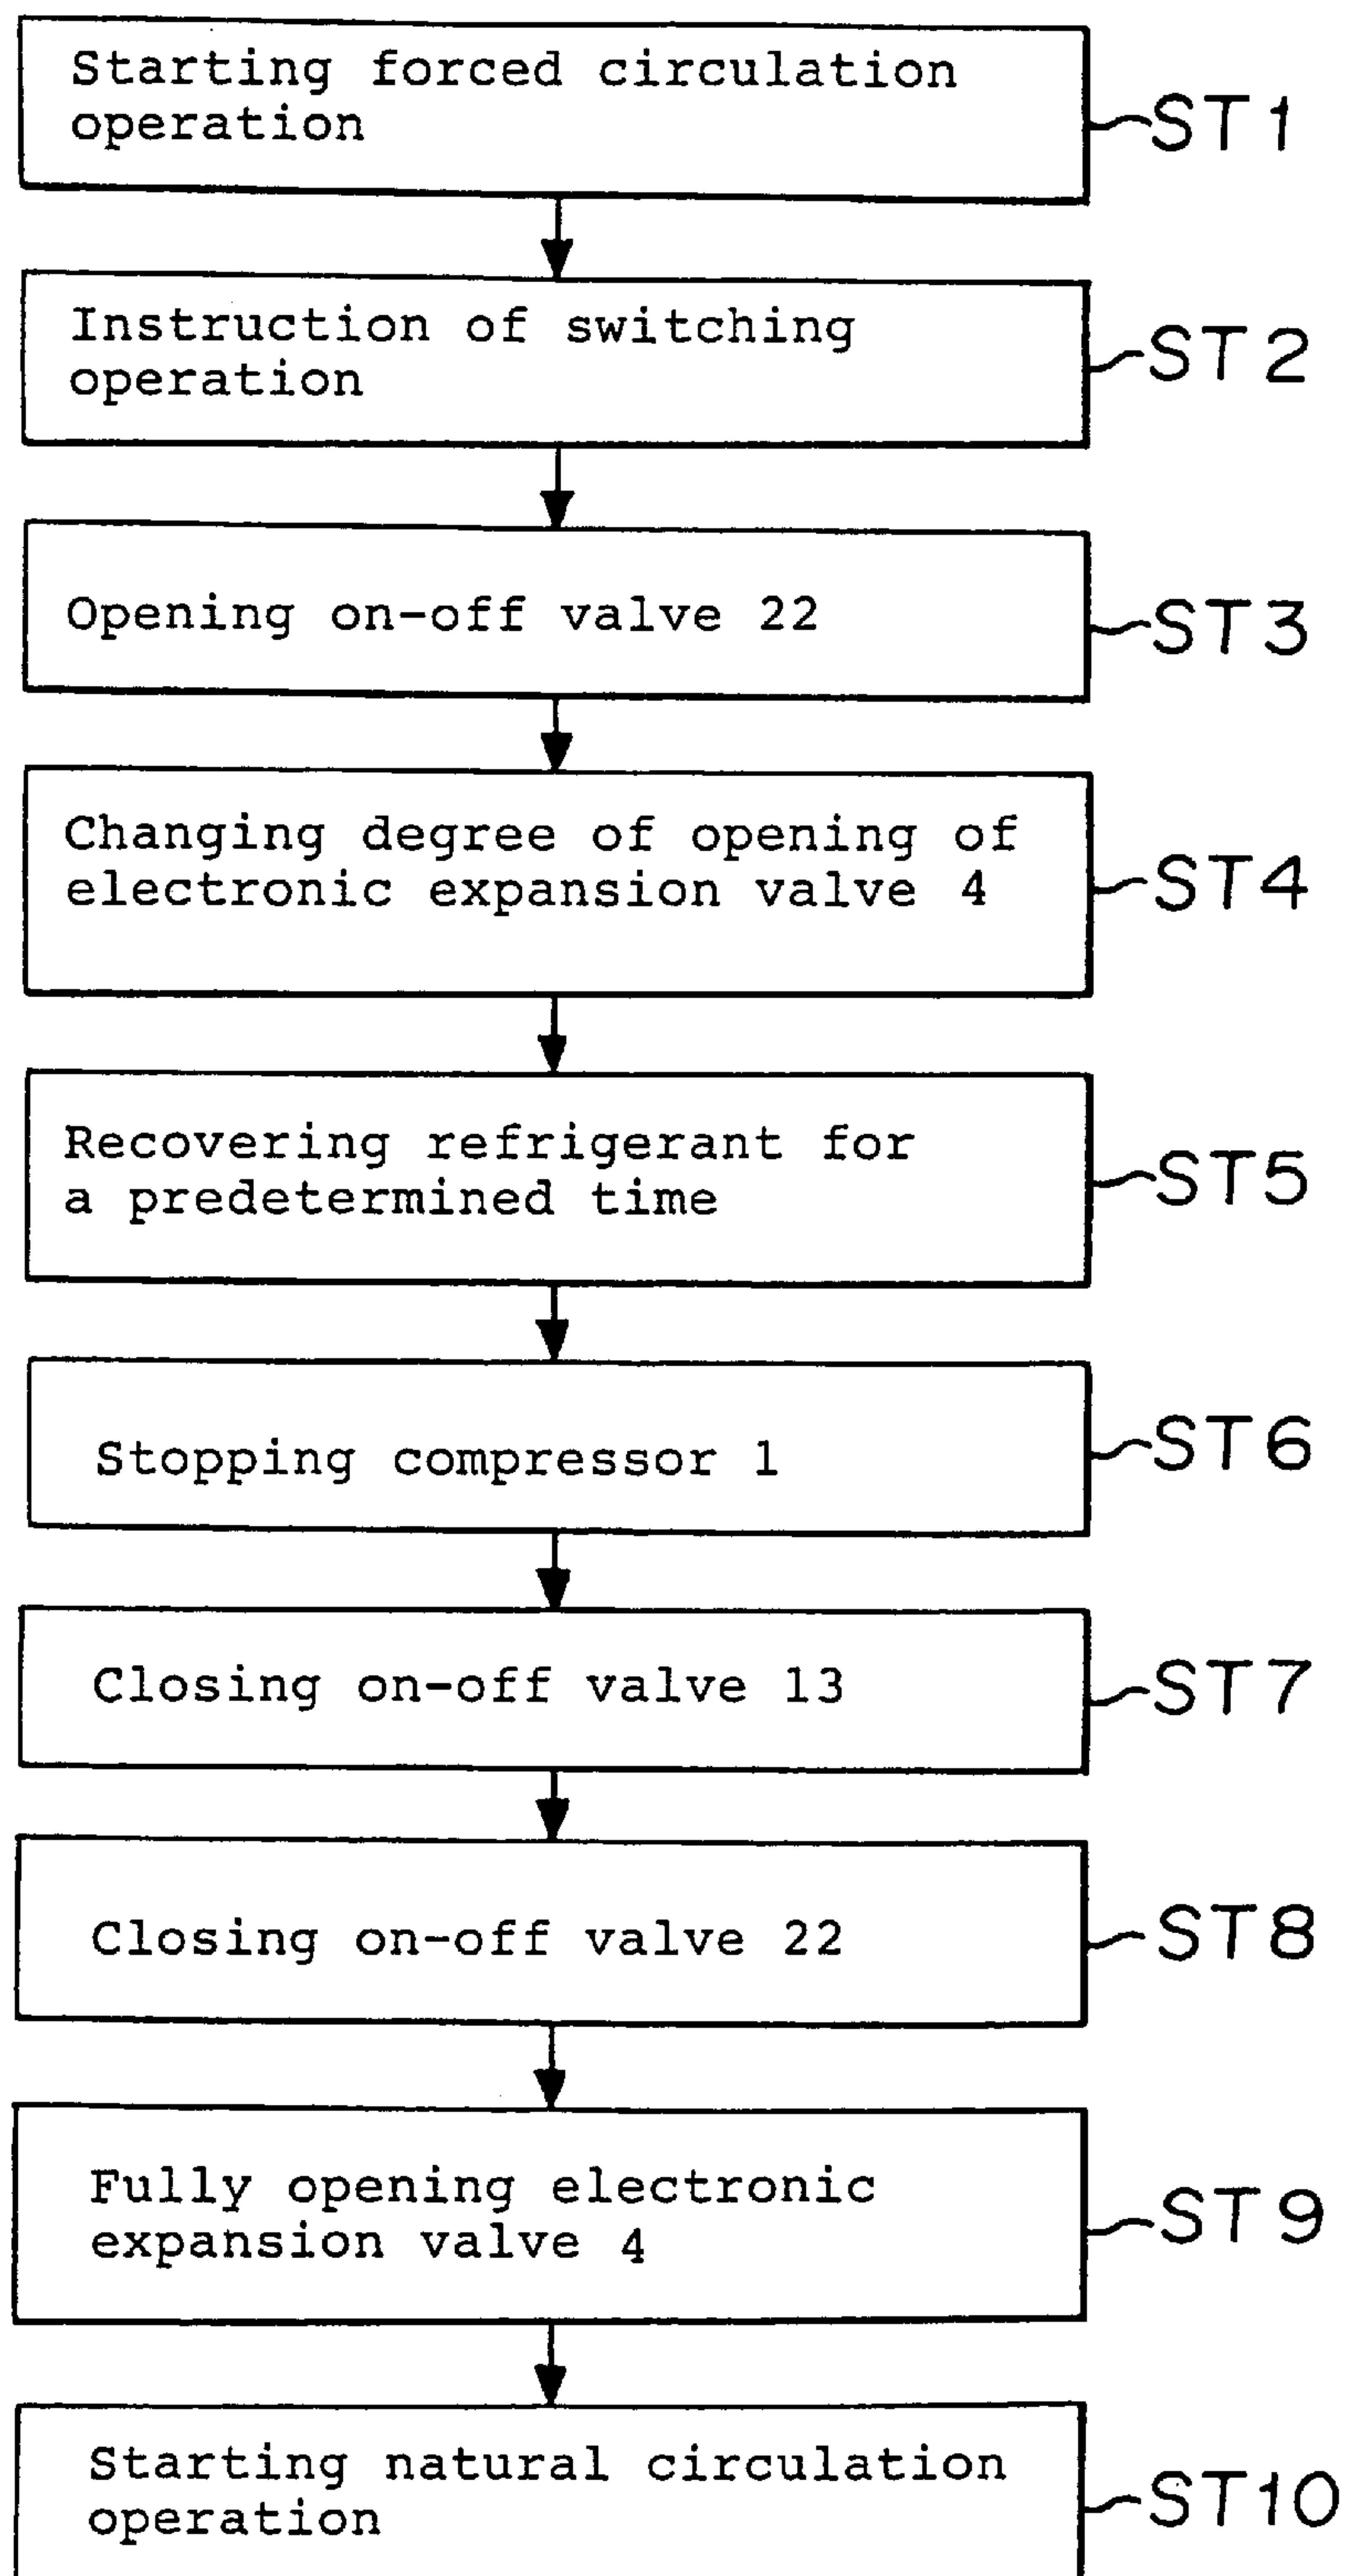 Starting forced circulation
operation
ST1
Instruction of switching
operation
ST2
Opening on-off valve 22
ST3
Changing degree of opening of
electronic expansion valve 4
ST4
Recovering refrigerant for
a predetermined time
ST5
Stopping compressor 1
ST6
Closing on-off valve 13
ST7
Closing on-off valve 22
ST8
Fully opening electronic
expansion valve 4
ST9
Starting natural circulation
operation
ST10